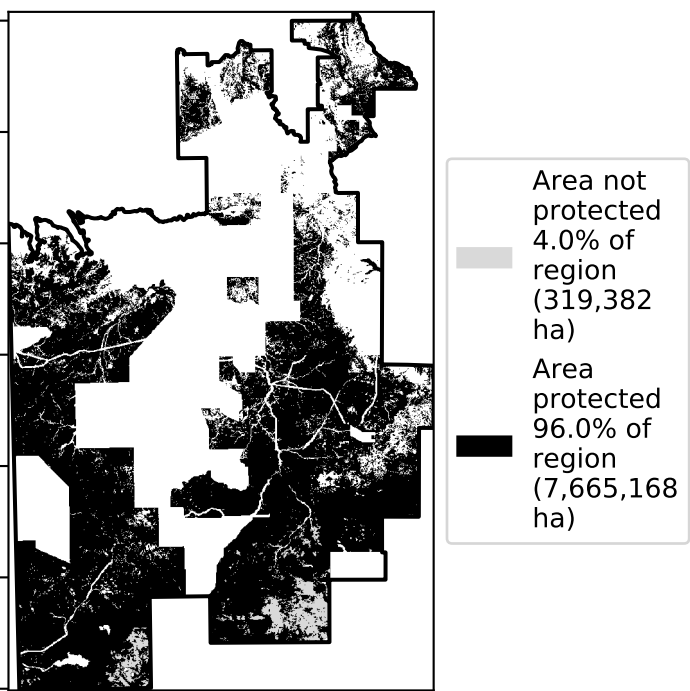 Area not
protected
4.0% of
region
(319,382
ha)
Area
protected
96.0% of
region
(7,665,168
ha)